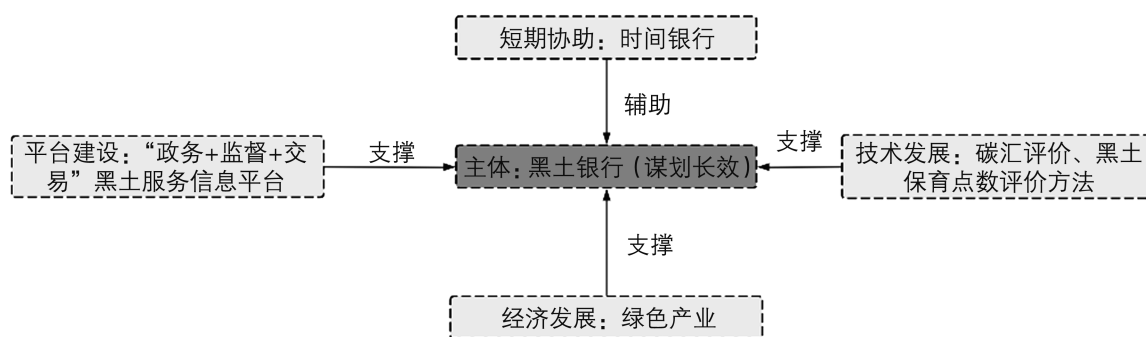 短期协助：时间银行
辅助
平台建设：“政务+监督+交
易”黑土服务信息平台
支撑
主体：黑土银行（谋划长效）
支撑
技术发展：碳汇评价、黑土
保育点数评价方法
支撑
经济发展：绿色产业